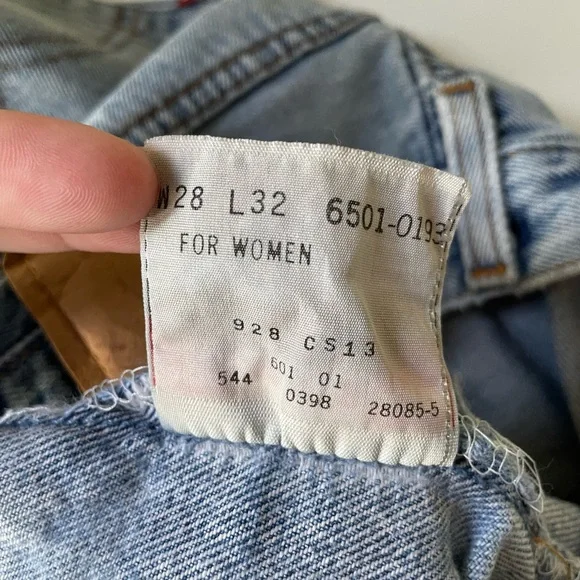 W28 L32 6501-0193
FOR WOMEN
928 CS13
601 01
544 0398 28085-5